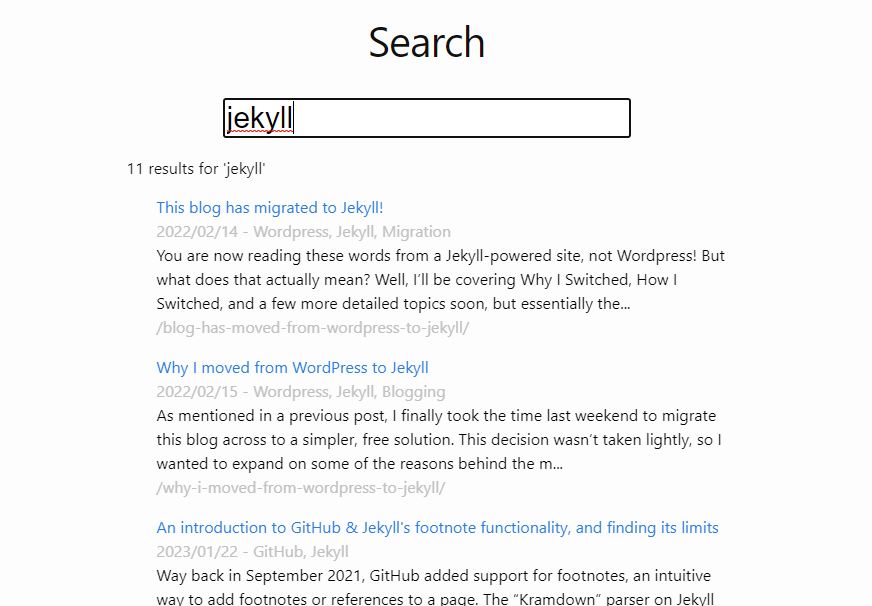 Search
jekyll
11 results for 'jekyll'
This blog has migrated to Jekyll!
2022/02/14 - Wordpress, Jekyll, Migration
You are now reading these words from a Jekyll-powered site, not Wordpress! But
what does that actually mean? Well, I’ll be covering Why I Switched, How I
Switched, and a few more detailed topics soon, but essentially the...
/blog-has-moved-from-wordpress-to-jekyll/
Why I moved from WordPress to Jekyll
2022/02/15 - Wordpress, Jekyll, Blogging
As mentioned in a previous post, I finally took the time last weekend to migrate
this blog across to a simpler, free solution. This decision wasn’t taken lightly, so I
wanted to expand on some of the reasons behind the m...
/why-i-moved-from-wordpress-to-jekyll/
An introduction to GitHub & Jekyll's footnote functionality, and finding its limits
2023/01/22 - GitHub, Jekyll
Way back in September 2021, GitHub added support for footnotes, an intuitive
way to add footnotes or references to a page. The “Kramdown” parser on Jekyll